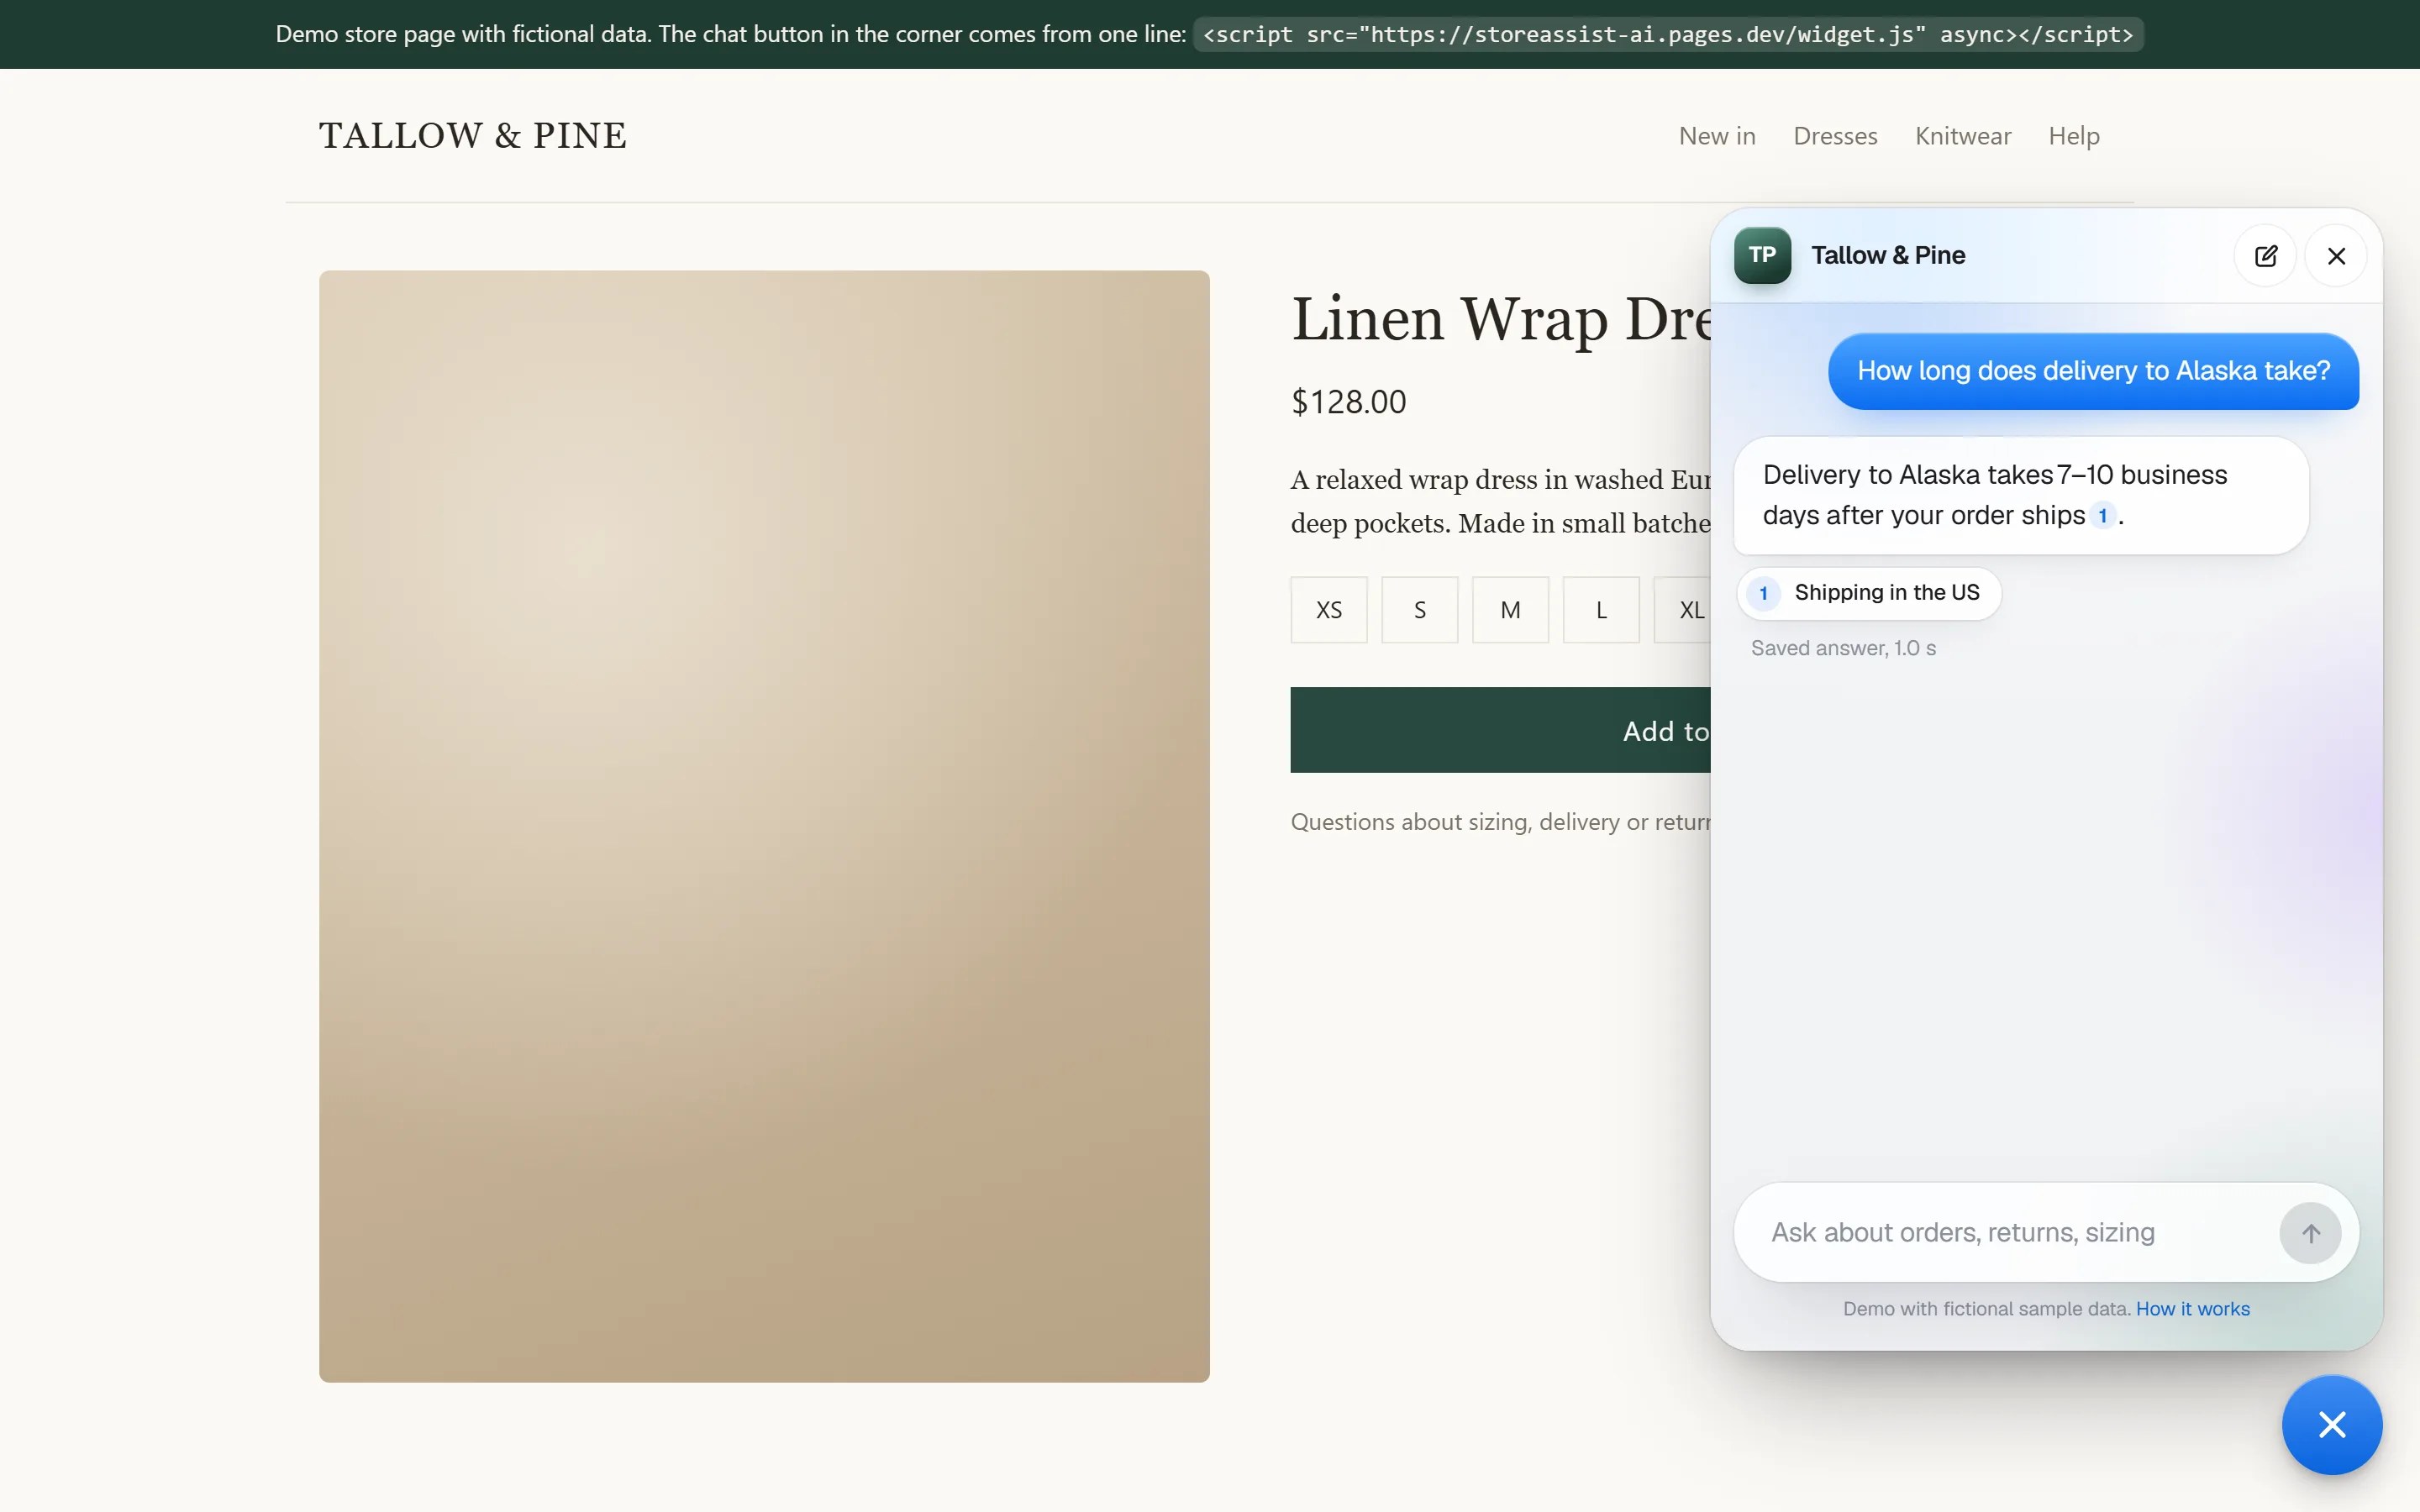 Demo store page with fictional data. The chat button in the corner comes from one line: <script src="https://storeassist-ai.pages.dev/widget.js" async></script>
TALLOW & PINE
New in Dresses Knitwear Help
Linen Wrap Dre
$128.00
A relaxed wrap dress in washed Eur
deep pockets. Made in small batche
XS S M L XL
Add to
Questions about sizing, delivery or return
TP Tallow & Pine
How long does delivery to Alaska take?
Delivery to Alaska takes 7–10 business
days after your order ships 1.
1 Shipping in the US
Saved answer, 1.0 s
Ask about orders, returns, sizing
Demo with fictional sample data. How it works